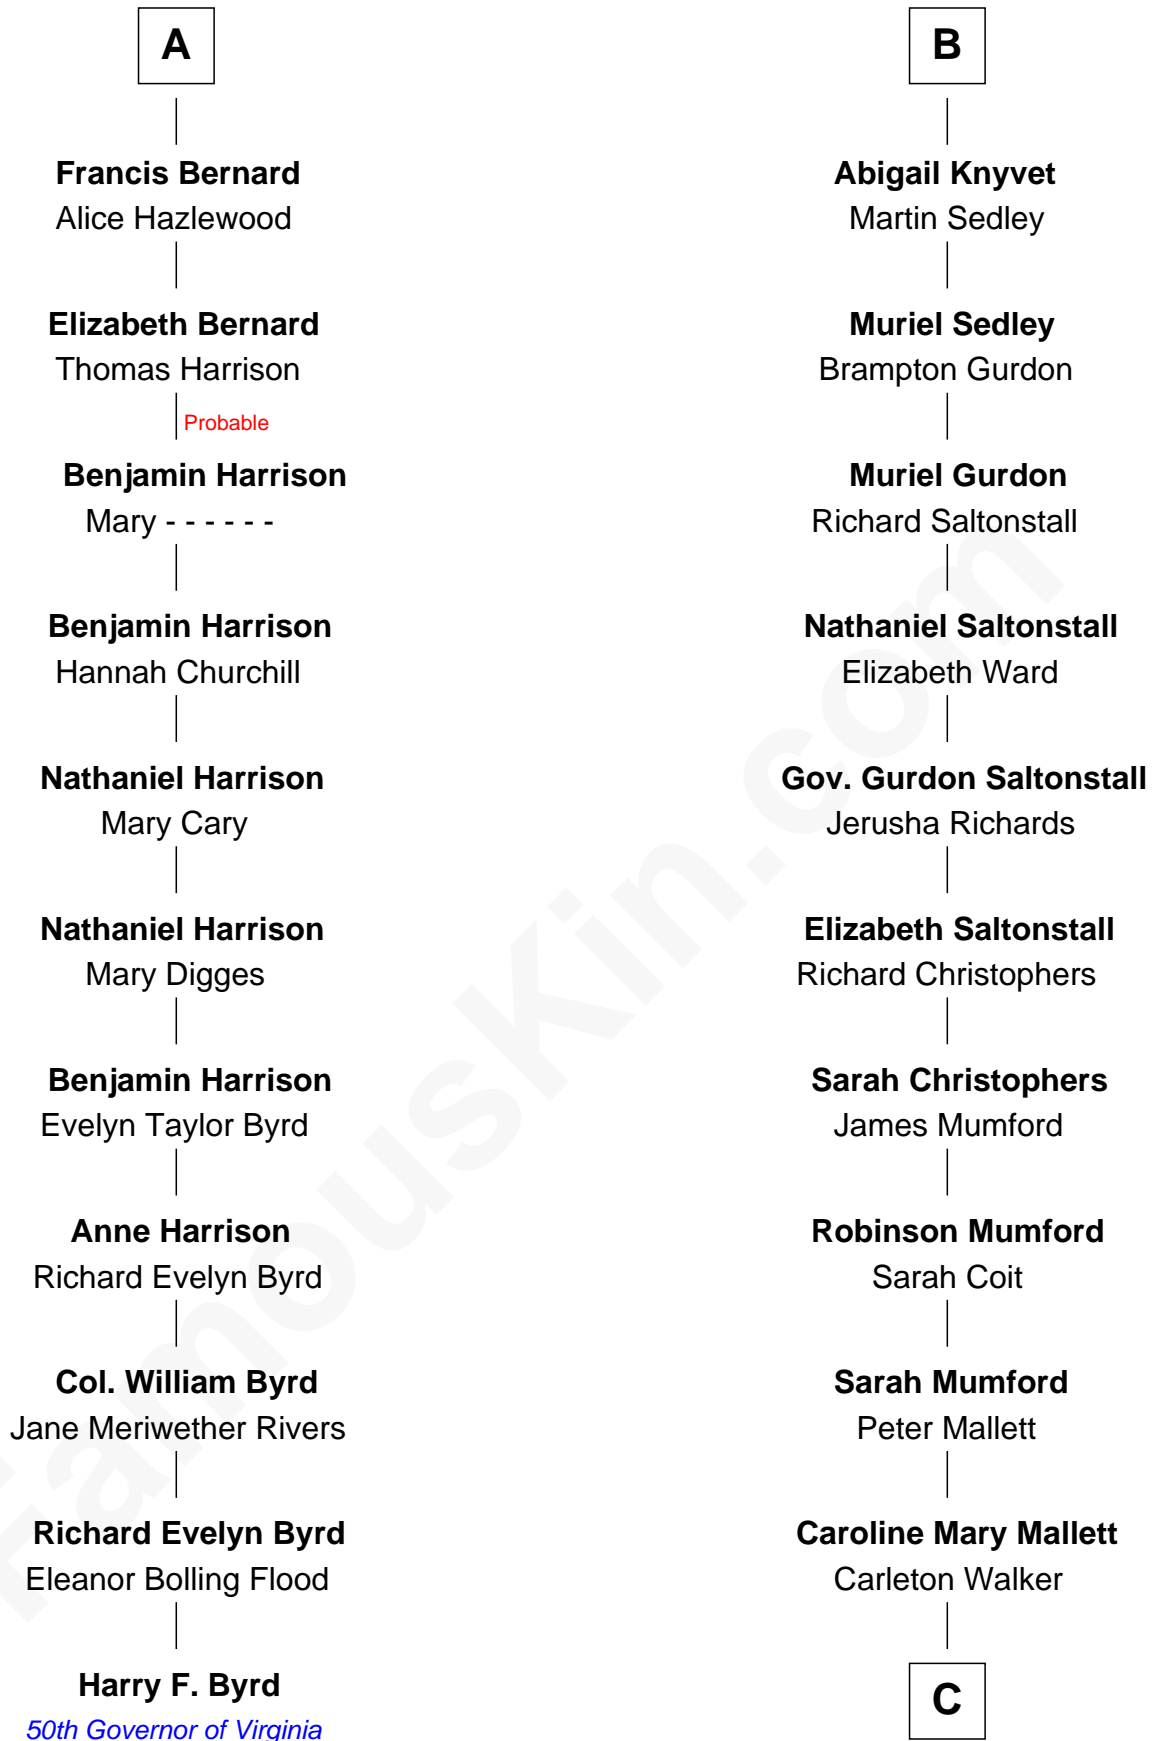 A
Francis Bernard
Alice Hazlewood
Elizabeth Bernard
Thomas Harrison
Probable
Benjamin Harrison
Mary - - - - - -
Benjamin Harrison
Hannah Churchill
Nathaniel Harrison
Mary Cary
Nathaniel Harrison
Mary Digges
Benjamin Harrison
Evelyn Taylor Byrd
Anne Harrison
Richard Evelyn Byrd
Col. William Byrd
Jane Meriwether Rivers
Richard Evelyn Byrd
Eleanor Bolling Flood
Harry F. Byrd
50th Governor of Virginia
B
Abigail Knyvet
Martin Sedley
Muriel Sedley
Brampton Gurdon
Muriel Gurdon
Richard Saltonstall
Nathaniel Saltonstall
Elizabeth Ward
Gov. Gurdon Saltonstall
Jerusha Richards
Elizabeth Saltonstall
Richard Christophers
Sarah Christophers
James Mumford
Robinson Mumford
Sarah Coit
Sarah Mumford
Peter Mallett
Caroline Mary Mallett
Carleton Walker
C
FamousKin.com